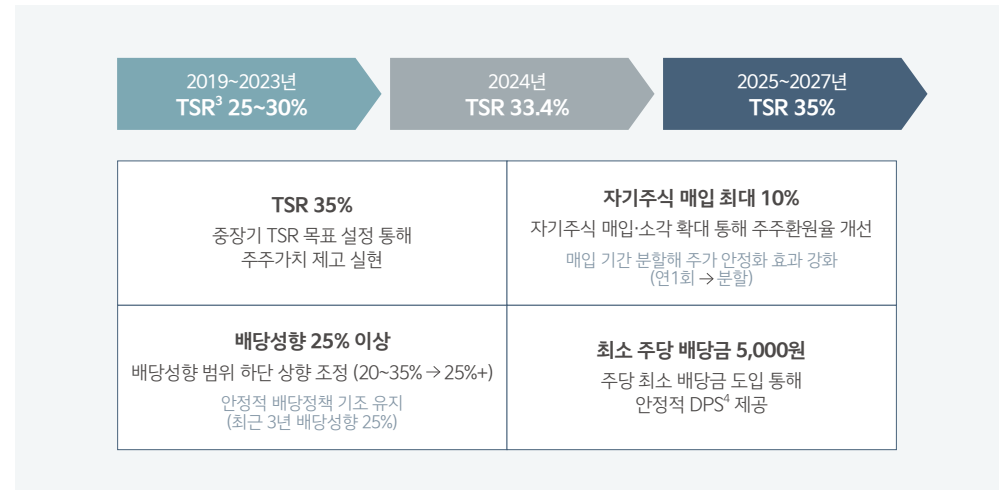 2019~2023년
TSR³ 25~30%
2024년
TSR 33.4%
2025~2027년
TSR 35%
TSR 35%
중장기 TSR 목표 설정 통해
주주가치 제고 실현
자기주식 매입 최대 10%
자기주식 매입·소각 확대 통해 주주환원율 개선
매입 기간 분할해 주가 안정화 효과 강화
(연1회 → 분할)
배당성향 25% 이상
배당성향 범위 하단 상향 조정 (20~35% → 25%+)
안정적 배당정책 기조 유지
(최근 3년 배당성향 25%)
최소 주당 배당금 5,000원
주당 최소 배당금 도입 통해
안정적 DPS⁴ 제공